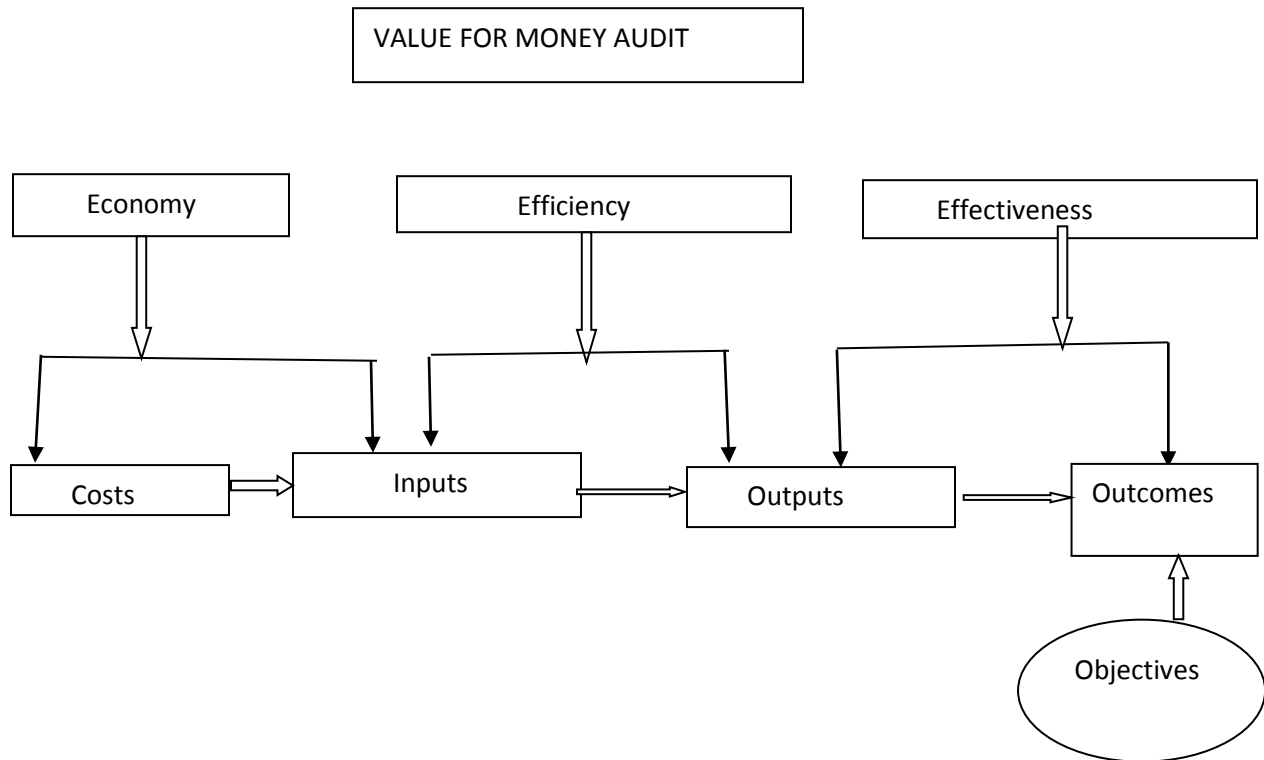 VALUE FOR MONEY AUDIT
Economy
Efficiency
Effectiveness
Costs
Inputs
Outputs
Outcomes
Objectives